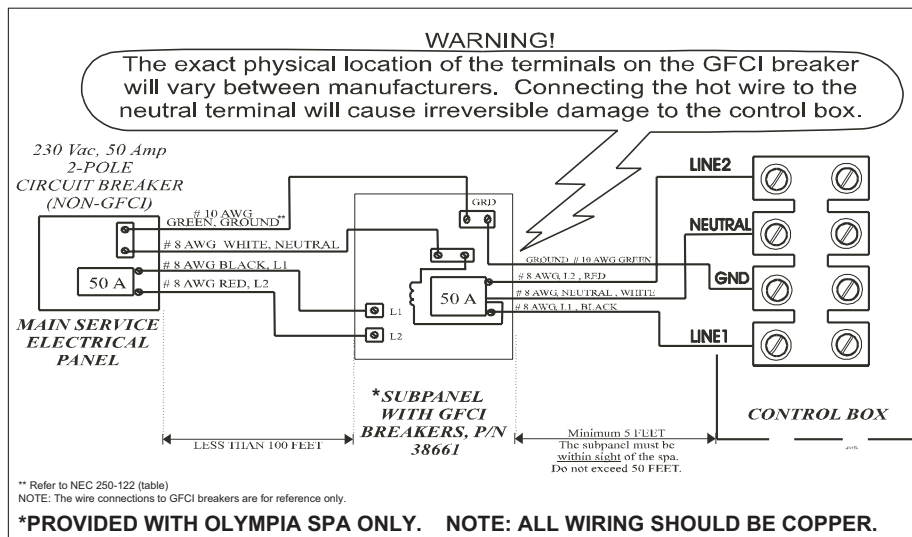 WARNING!
The exact physical location of the terminals on the GFCI breaker
will vary between manufacturers. Connecting the hot wire to the
neutral terminal will cause irreversible damage to the control box.
230 Vac, 50 Amp
2-POLE
CIRCUIT BREAKER
(NON-GFCI)
# 10 AWG
GREEN, GROUND**
# 8 AWG WHITE, NEUTRAL
# 8 AWG BLACK, L1
# 8 AWG RED, L2
50 A
MAIN SERVICE
ELECTRICAL
PANEL
GRD
L1
L2
50 A
GROUND # 10 AWG GREEN
# 8 AWG, L2 , RED
# 8 AWG, NEUTRAL , WHITE
# 8 AWG, L1 , BLACK
LINE2
NEUTRAL
GND
LINE1
*SUBPANEL
WITH GFCI
BREAKERS, P/N
38661
CONTROL BOX
LESS THAN 100 FEET
Minimum 5 FEET
The subpanel must be
within sight of the spa.
Do not exceed 50 FEET.
** Refer to NEC 250-122 (table)
NOTE: The wire connections to GFCI breakers are for reference only.
*PROVIDED WITH OLYMPIA SPA ONLY. NOTE: ALL WIRING SHOULD BE COPPER.